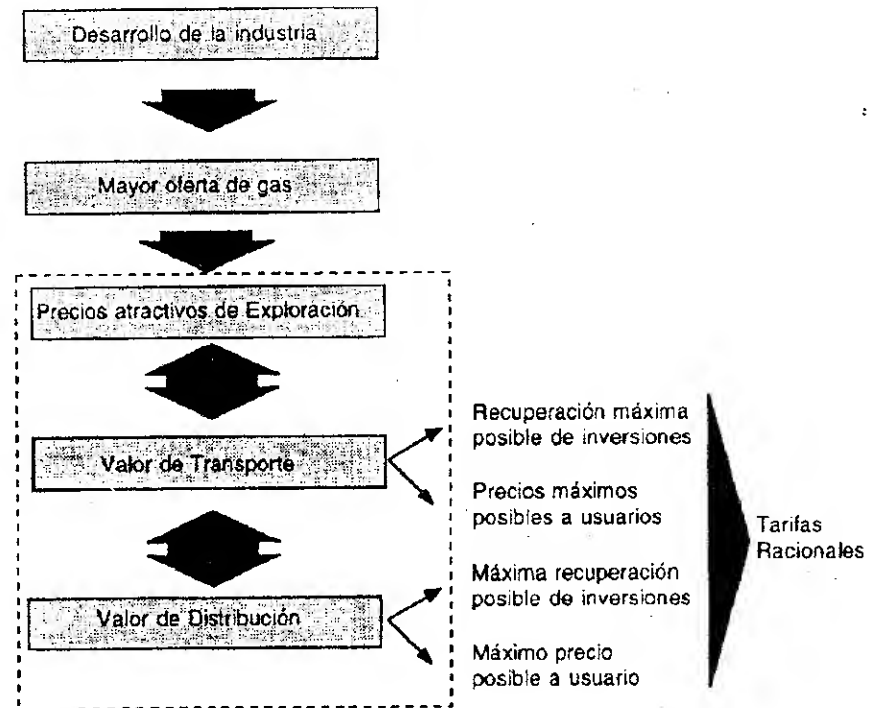 Desarrollo de la industria
Mayor oferta de gas
Precios atractivos de Exploración
Valor de Transporte
Recuperación máxima
posible de inversiones
Precios máximos
posibles a usuarios
Valor de Distribución
Máxima recuperación
posible de inversiones
Máximo precio
posible a usuario
Tarifas
Racionales